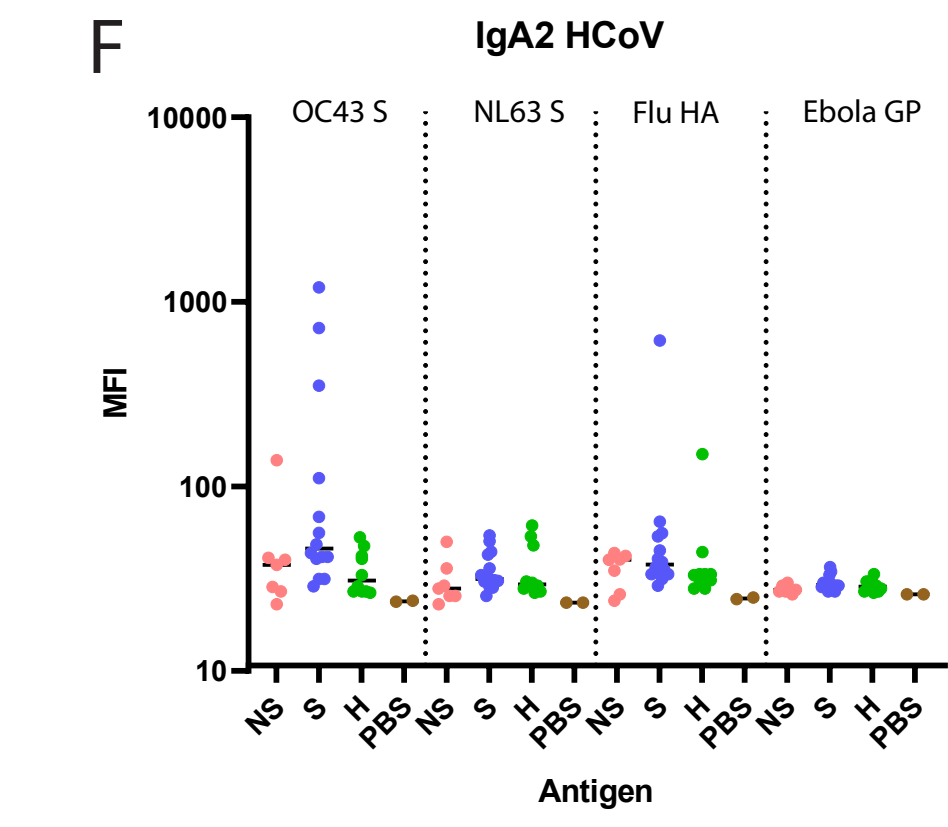 F
IgA2 HCoV
OC43 S NL63 S Flu HA Ebola GP
10000
1000
100
10
MFI
NS S H PBS NS S H PBS NS S H PBS NS S H PBS
Antigen